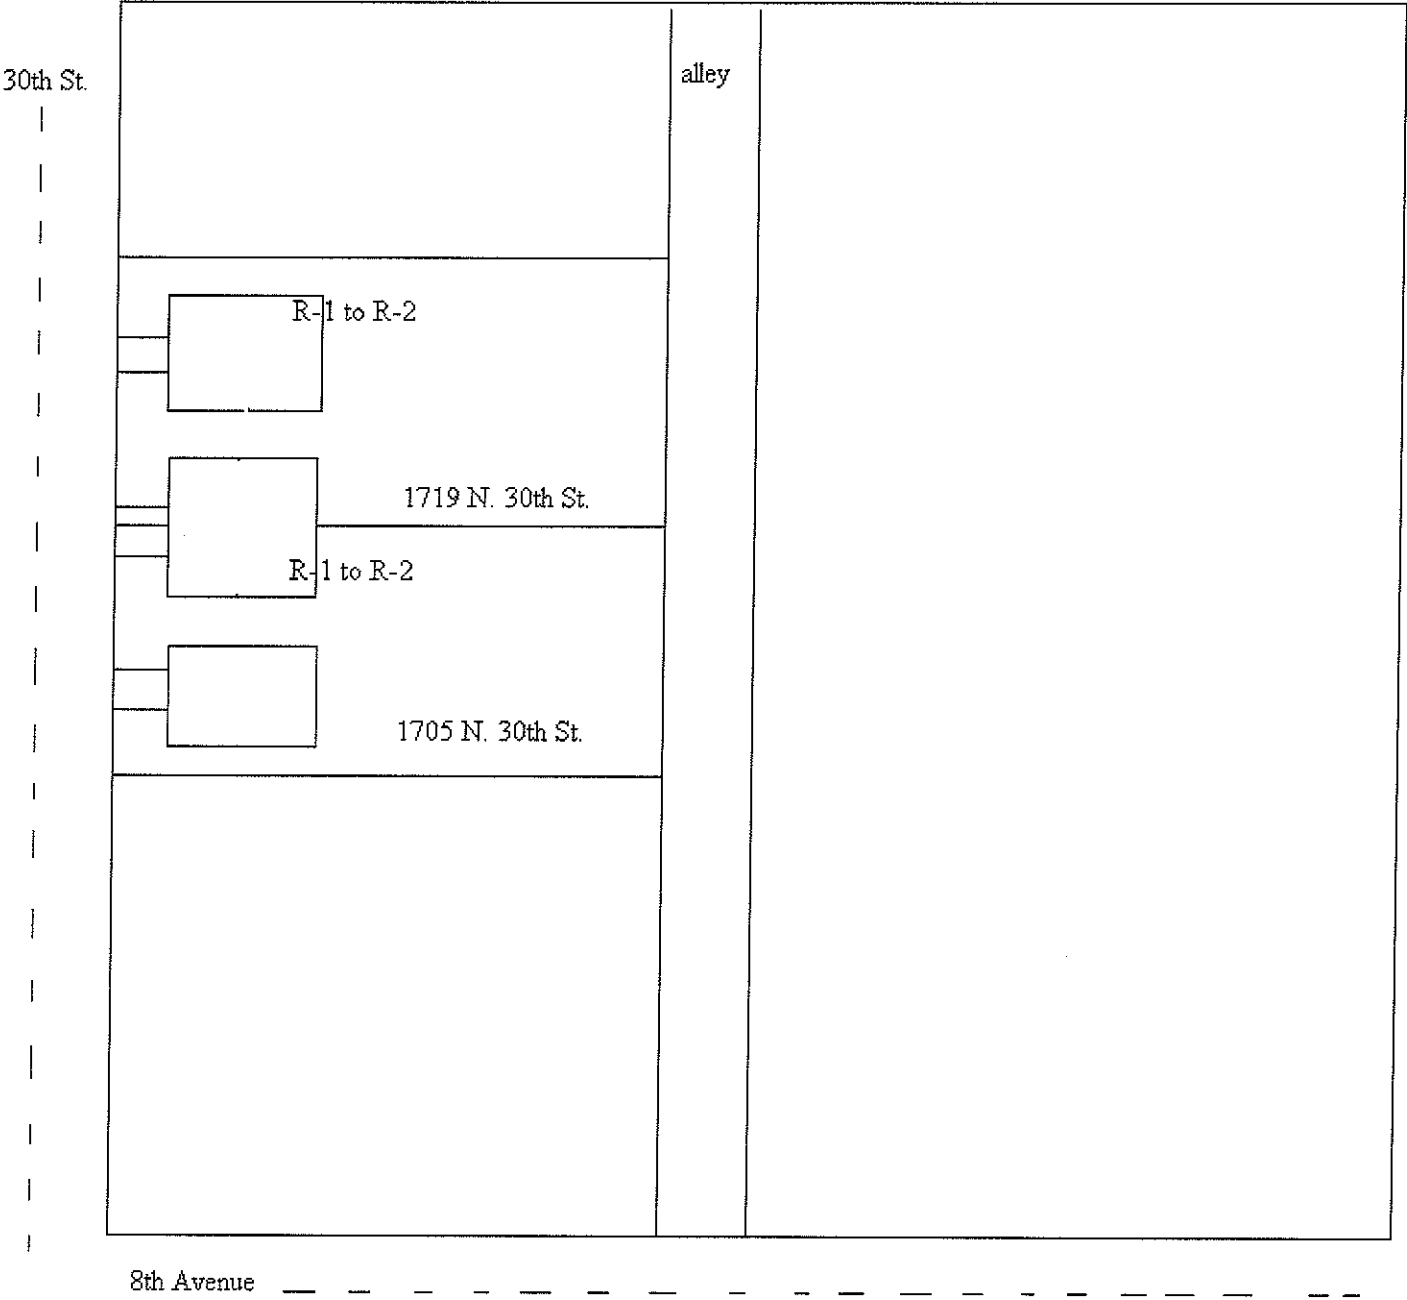 30th St.
alley
R-1 to R-2
1719 N. 30th St.
R-1 to R-2
1705 N. 30th St.
8th Avenue